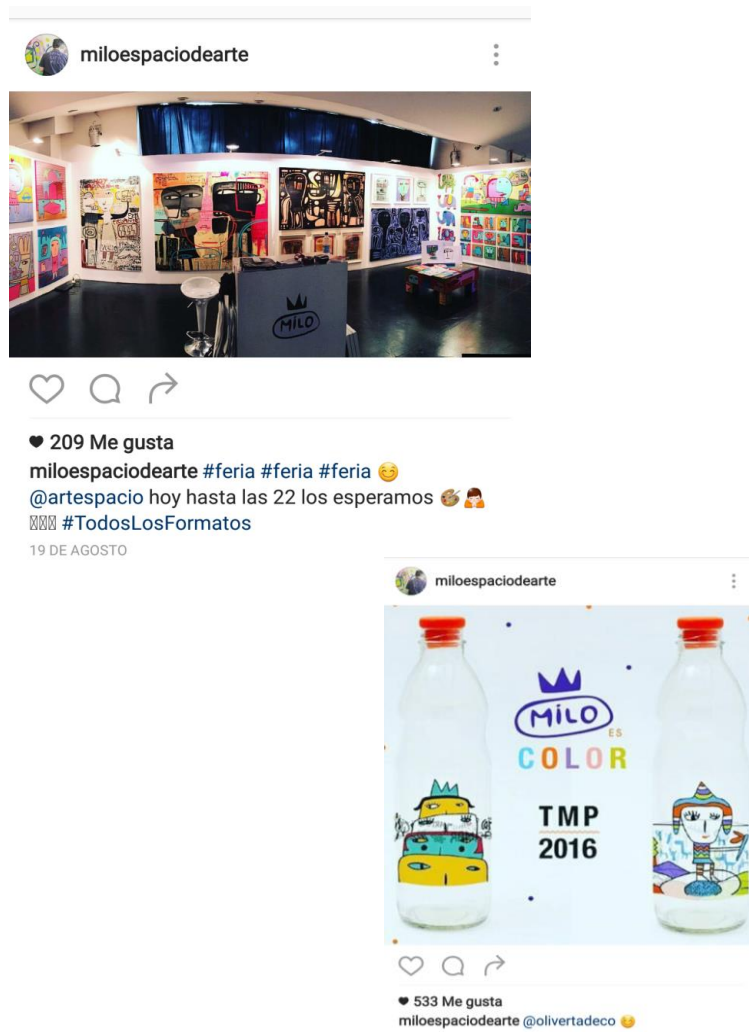 miloespaciodearte
MiLO
209 Me gusta
miloespaciodearte #feria #feria #feria 😊
@artespacio hoy hasta las 22 los esperamos 🎨🙇
#TodosLosFormatos
19 DE AGOSTO
miloespaciodearte
MiLO
ES
COLOR
TMP
2016
533 Me gusta
miloespaciodearte @olivertadeco 😊